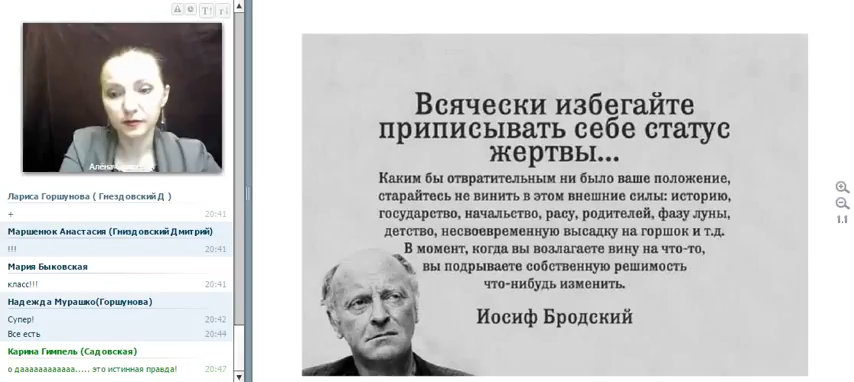 Алёна
Лариса Горшунова ( Гнездовский Д )
+ 20:41
Маршенюк Анастасия (Гниздовский Дмитрий)
!!! 20:41
Мария Быковская
класс!!! 20:41
Надежда Мурашко(Горшунова)
Супер! 20:42
Все есть 20:44
Карина Гимпель (Садовская)
о дааааааааааааа..... это истинная правда! 20:47
Всячески избегайте
приписывать себе статус
жертвы...
Каким бы отвратительным ни было ваше положение,
старайтесь не винить в этом внешние силы: историю,
государство, начальство, расу, родителей, фазу луны,
детство, несвоевременную высадку на горшок и т.д.
В момент, когда вы возлагаете вину на что-то,
вы подрываете собственную решимость
что-нибудь изменить.
Иосиф Бродский
1:1